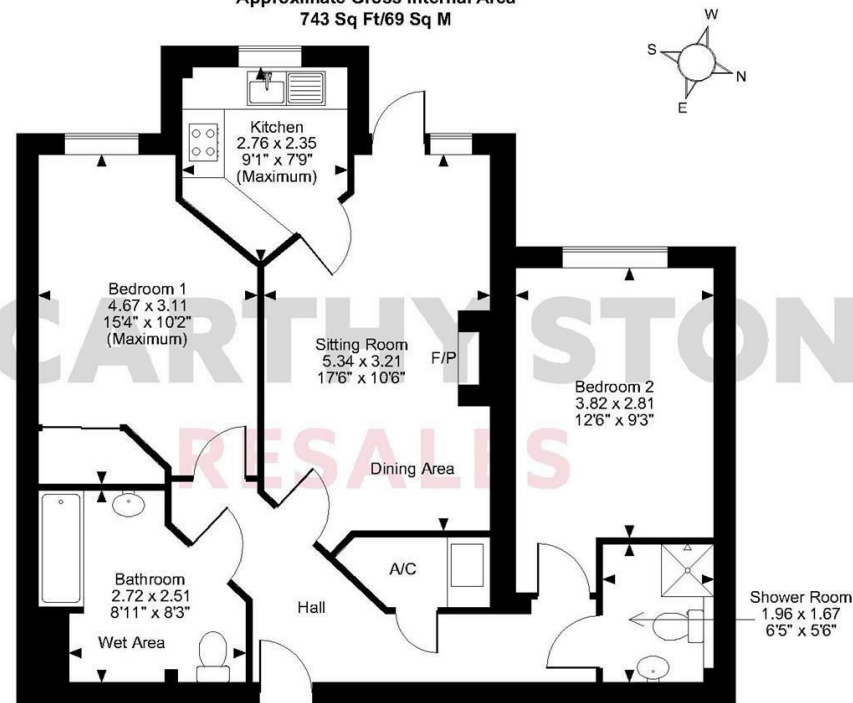 Approximate Gross Internal Area
743 Sq Ft/69 Sq M
W
S
N
E
Kitchen
2.76 x 2.35
9'1" x 7'9"
(Maximum)
Bedroom 1
4.67 x 3.11
15'4" x 10'2"
(Maximum)
Sitting Room
5.34 x 3.21
17'6" x 10'6"
F/P
Bedroom 2
3.82 x 2.81
12'6" x 9'3"
CARTHY STON
RESALES
Dining Area
A/C
Bathroom
2.72 x 2.51
8'11" x 8'3"
Wet Area
Hall
Shower Room
1.96 x 1.67
6'5" x 5'6"